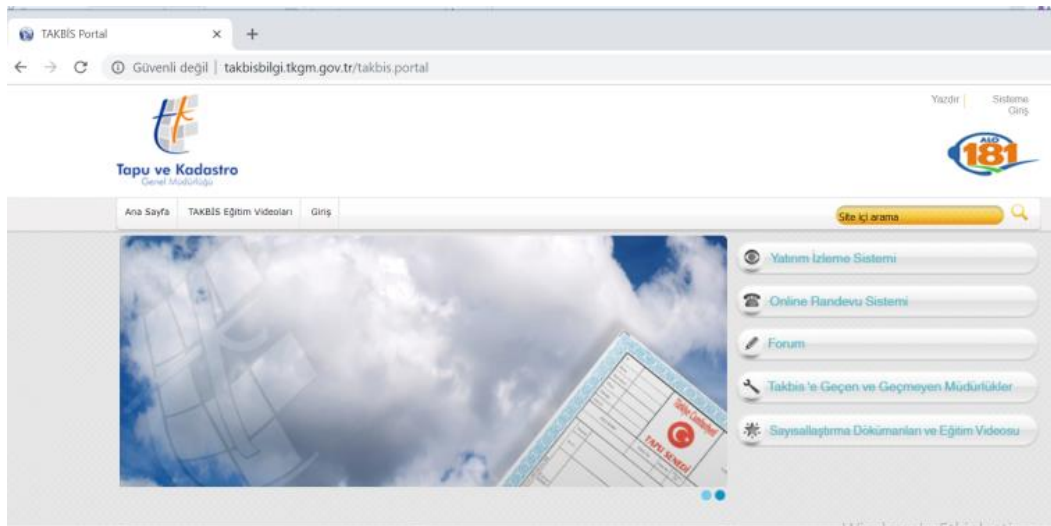 TAKBİS Portal
Güvenli değil | takbisbilgi.tkgm.gov.tr/takbis.portal
Yazdır
Sisteme
Giriş
ALO
181
Tapu ve Kadastro
Genel Müdürlüğü
Ana Sayfa TAKBİS Eğitim Videoları Giriş
Site içi arama
Yatırım İzleme Sistemi
Online Randevu Sistemi
Forum
Takbis 'e Geçen ve Geçmeyen Müdürlükler
Sayısallaştırma Dökümanları ve Eğitim Videosu
Türkiye Cumhuriyeti
TAPU SENEDİ